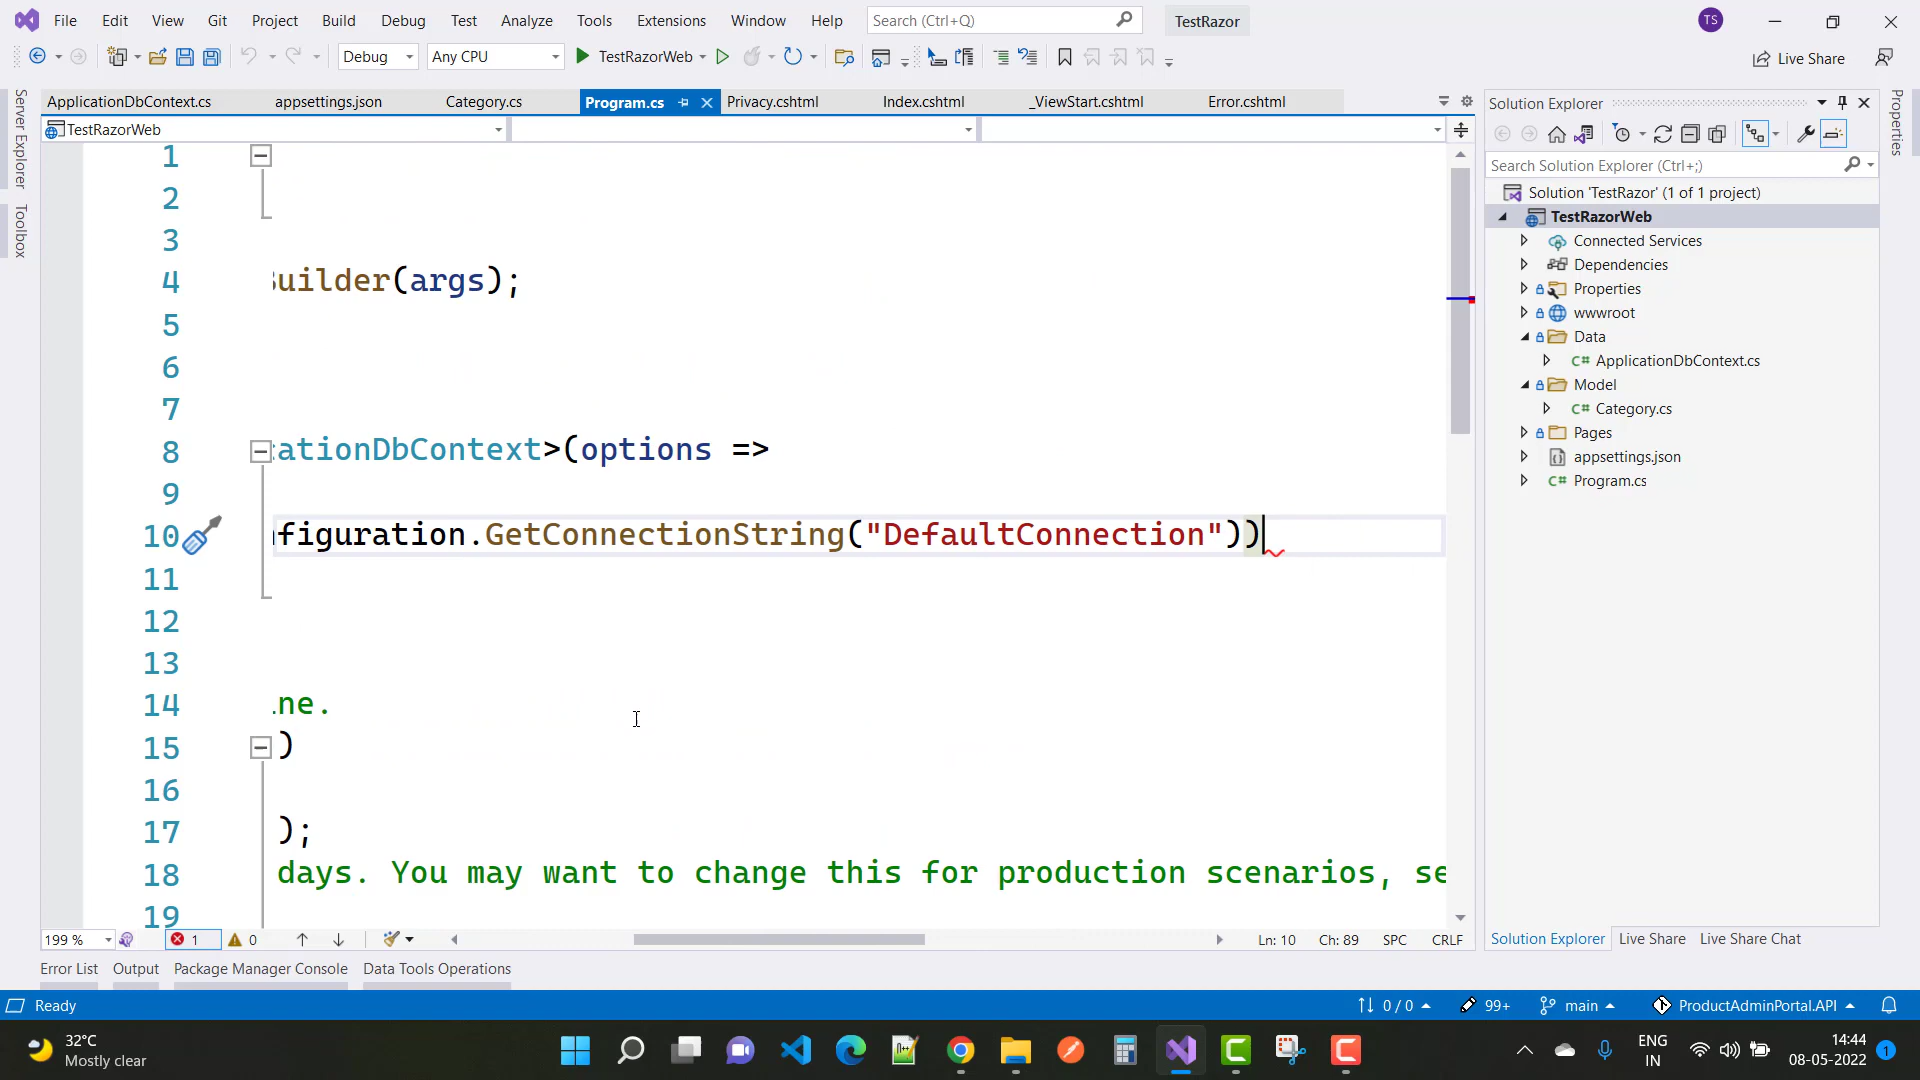 File Edit View Git Project Build Debug Test Analyze Tools Extensions Window Help Search (Ctrl+Q) TestRazor TS
Debug Any CPU TestRazorWeb Live Share
ApplicationDbContext.cs appsettings.json Category.cs Program.cs Privacy.cshtml Index.cshtml _ViewStart.cshtml Error.cshtml
TestRazorWeb
Server Explorer
Toolbox
1
2
3
4 Builder(args);
5
6
7
8 cationDbContext>(options =>
9
10 nfiguration.GetConnectionString("DefaultConnection"))
11
12
13
14 ine.
15 )
16
17 );
18 days. You may want to change this for production scenarios, se
19
199 % 1 0 Ln: 10 Ch: 89 SPC CRLF
Error List Output Package Manager Console Data Tools Operations
Solution Explorer
Search Solution Explorer (Ctrl+;)
Solution 'TestRazor' (1 of 1 project)
TestRazorWeb
Connected Services
Dependencies
Properties
wwwroot
Data
C# ApplicationDbContext.cs
Model
C# Category.cs
Pages
appsettings.json
C# Program.cs
Solution Explorer Live Share Live Share Chat
Properties
Ready 0 / 0 99+ main ProductAdminPortal.API
32°C
Mostly clear
ENG
IN
14:44
08-05-2022
1